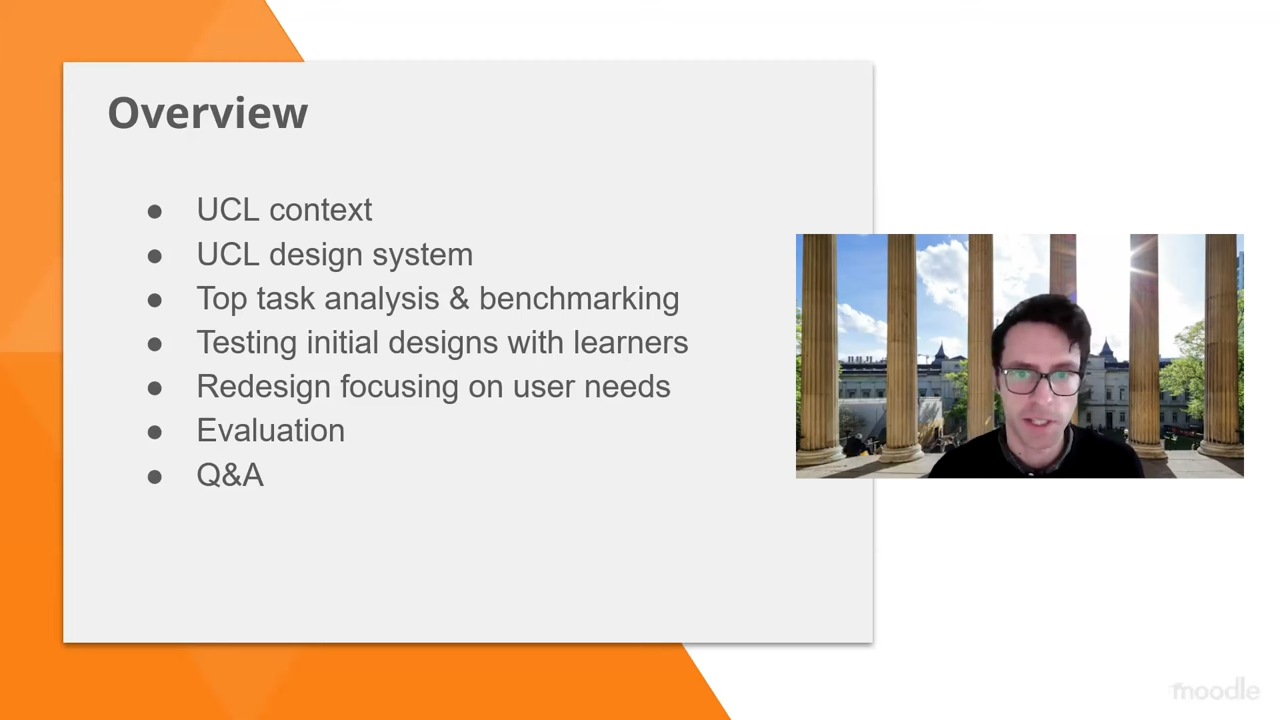 Overview
● UCL context
● UCL design system
● Top task analysis & benchmarking
● Testing initial designs with learners
● Redesign focusing on user needs
● Evaluation
● Q&A
moodle